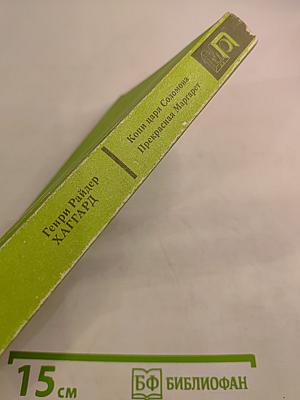 Генри Райдер
ХАГГАРД
Копи царя Соломона
Прекрасная Маргарет
15 см
БФ БИБЛИОФАН